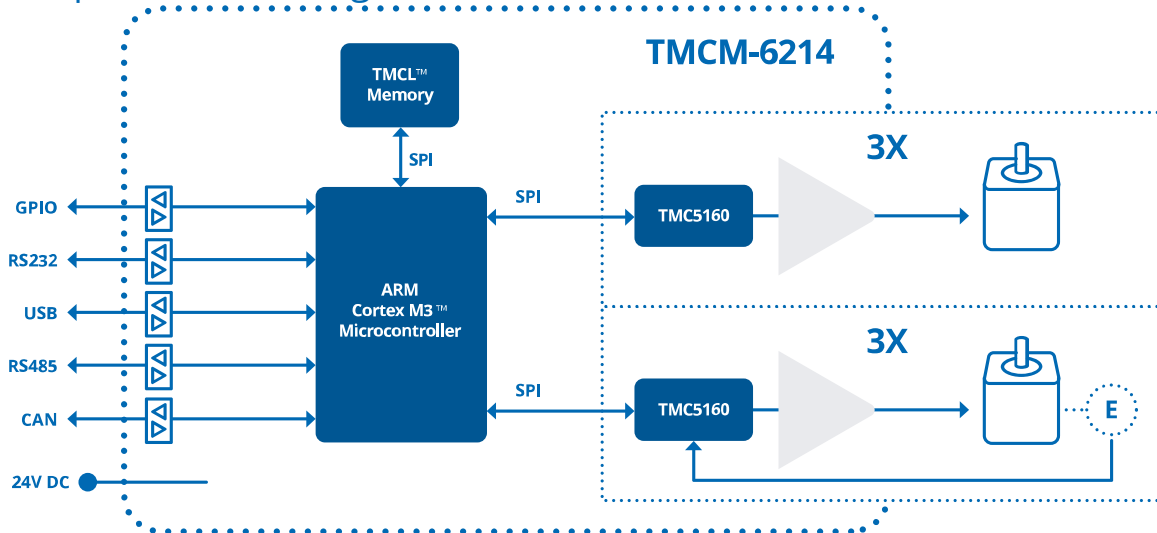 TMCM-6214
TMCL™
Memory
SPI
3X
GPIO
SPI
TMC5160
RS232
ARM
Cortex M3™
Microcontroller
USB
3X
RS485
SPI
TMC5160
E
CAN
24V DC